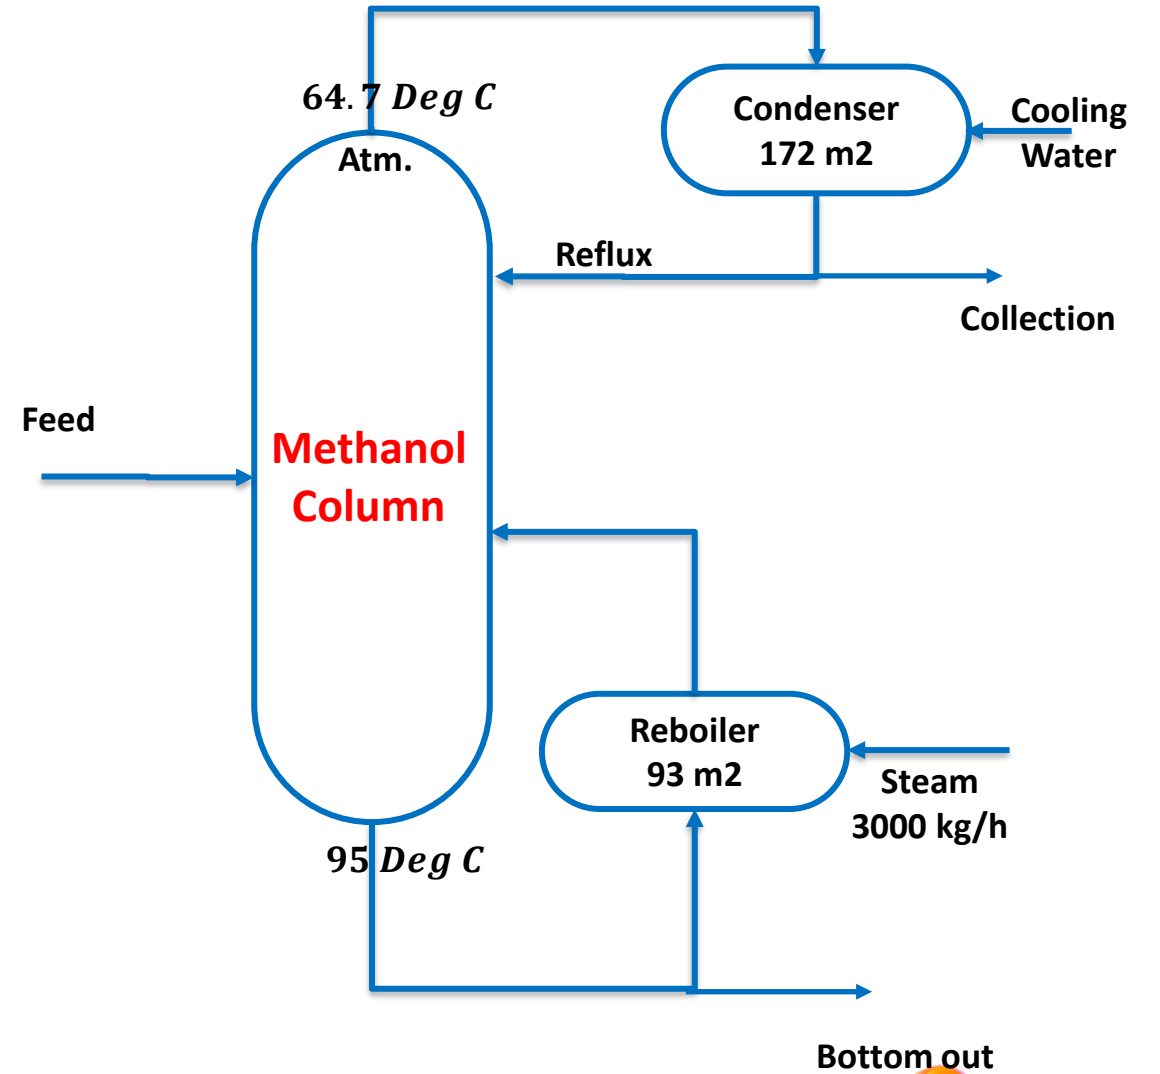 64.7 Deg C
Atm.
Condenser
172 m2
Cooling
Water
Reflux
Collection
Feed
Methanol
Column
Reboiler
93 m2
Steam
3000 kg/h
95 Deg C
Bottom out